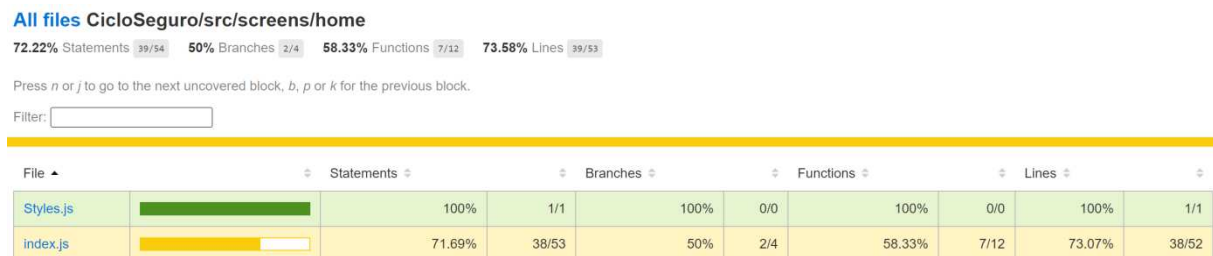 All files CicloSeguro/src/screens/home
72.22% Statements 39/54 50% Branches 2/4 58.33% Functions 7/12 73.58% Lines 39/53
Press n or j to go to the next uncovered block, b, p or k for the previous block.
Filter:
File Statements Branches Functions Lines
Styles.js 100% 1/1 100% 0/0 100% 0/0 100% 1/1
index.js 71.69% 38/53 50% 2/4 58.33% 7/12 73.07% 38/52